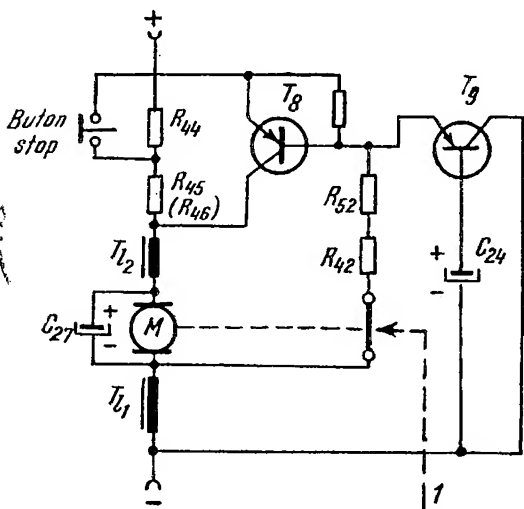 +
T8
T9
Buton
stop
R44
R45
(R46)
R52
Tl2
R42
+
C24
-
C27
+
-
M
Tl1
-
1